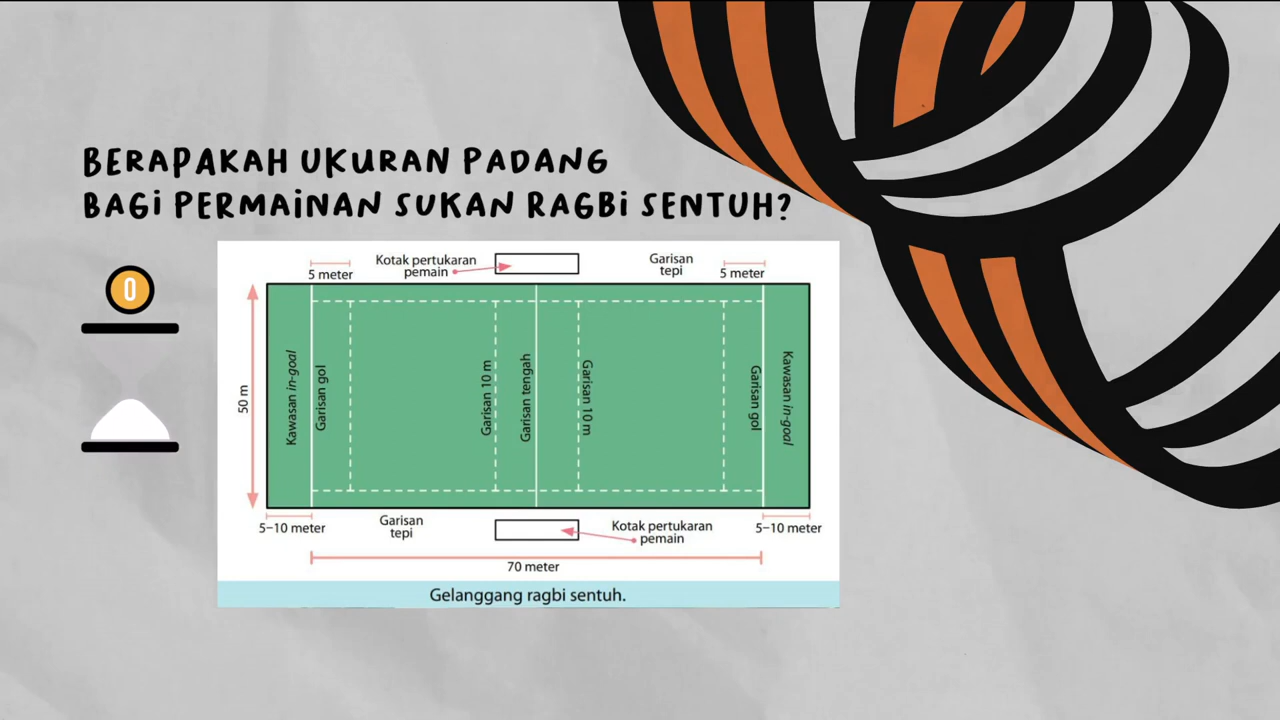 BERAPAKAH UKURAN PADANG
BAGI PERMAINAN SUKAN RAGBI SENTUH?
0
5 meter
Kotak pertukaran
pemain
Garisan
tepi
5 meter
50 m
Kawasan in-goal
Garisan gol
Garisan 10 m
Garisan tengah
Garisan 10 m
Garisan gol
Kawasan in-goal
5–10 meter
Garisan
tepi
Kotak pertukaran
pemain
5–10 meter
70 meter
Gelanggang ragbi sentuh.